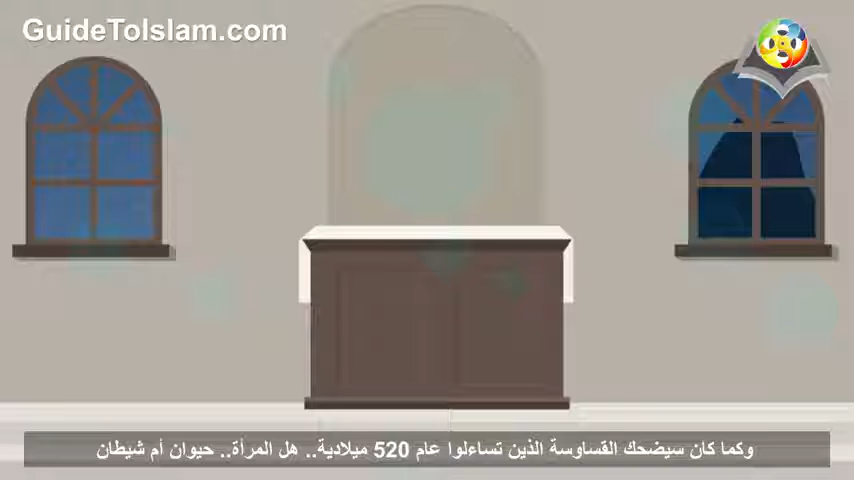 GuideToIslam.com
وكما كان سيضحك القساوسة الذين تساءلوا عام 520 ميلادية.. هل المرأة.. حيوان أم شيطان